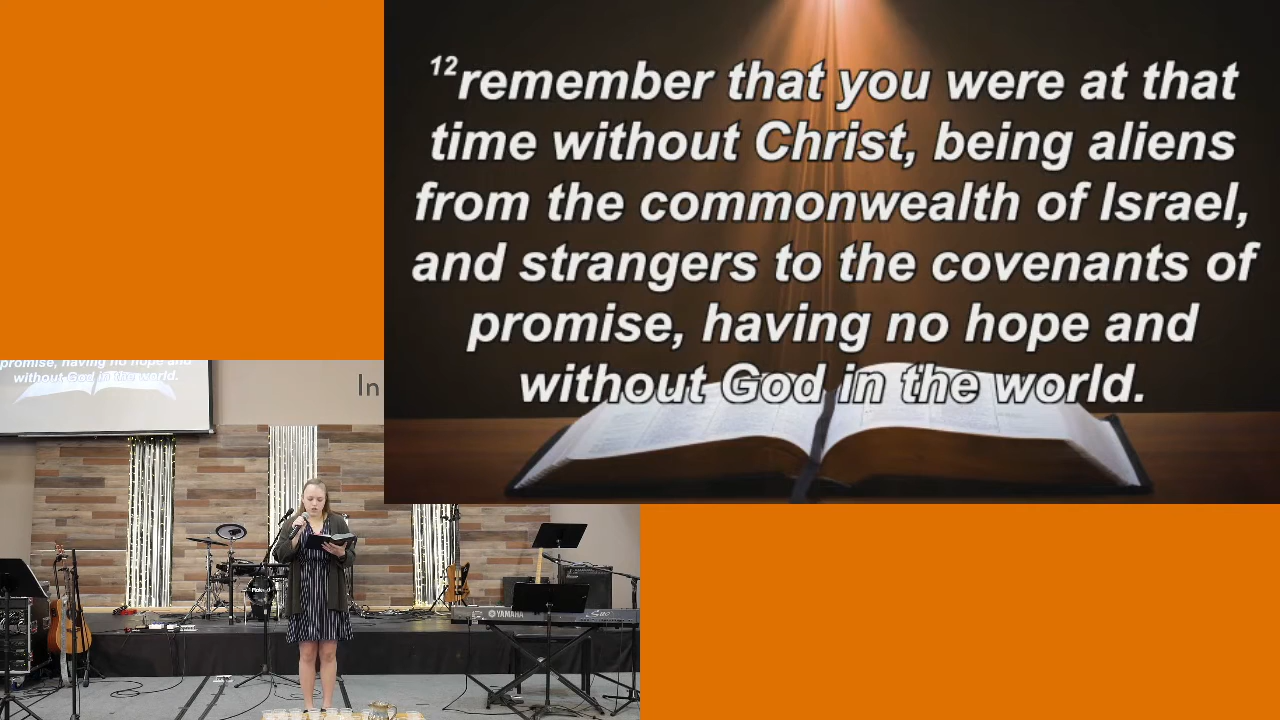 12remember that you were at that
time without Christ, being aliens
from the commonwealth of Israel,
and strangers to the covenants of
promise, having no hope and
without God in the world.
promise, having no hope and
without God in the world.
In
YAMAHA
Roland